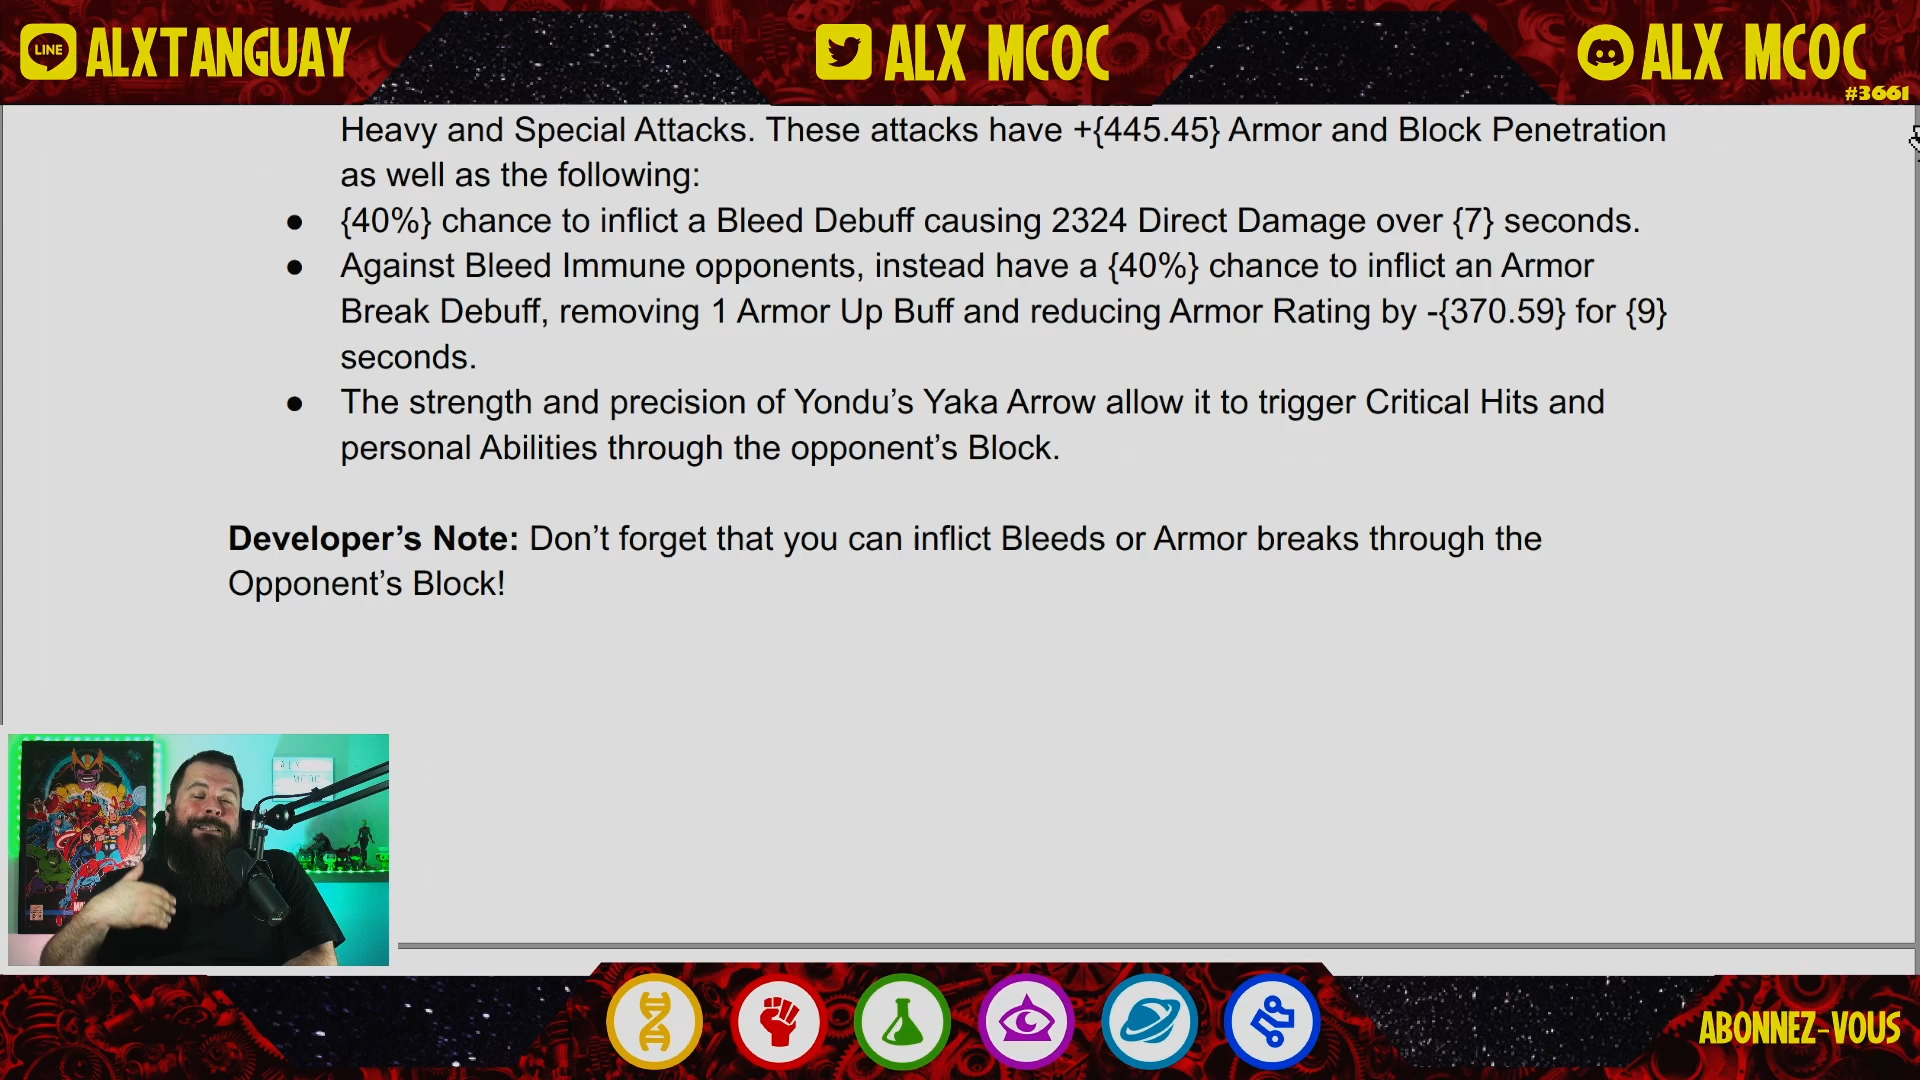 LINE ALXTANGUAY
ALX MCOC
ALX MCOC
#3661
Heavy and Special Attacks. These attacks have +{445.45} Armor and Block Penetration
as well as the following:
● {40%} chance to inflict a Bleed Debuff causing 2324 Direct Damage over {7} seconds.
● Against Bleed Immune opponents, instead have a {40%} chance to inflict an Armor
Break Debuff, removing 1 Armor Up Buff and reducing Armor Rating by -{370.59} for {9}
seconds.
● The strength and precision of Yondu’s Yaka Arrow allow it to trigger Critical Hits and
personal Abilities through the opponent’s Block.
Developer’s Note: Don’t forget that you can inflict Bleeds or Armor breaks through the
Opponent’s Block!
ALX
MCOC
ABONNEZ-VOUS